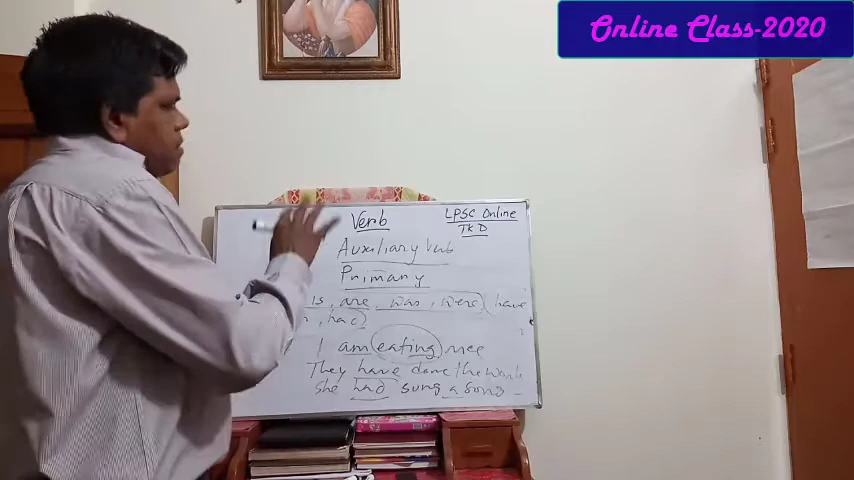 Online Class-2020
Verb
LPSC Online
TKD
Auxiliary Verb
Primary
is, are, was, were, have
, had
I am eating rice
They have done the work
She had sung a song